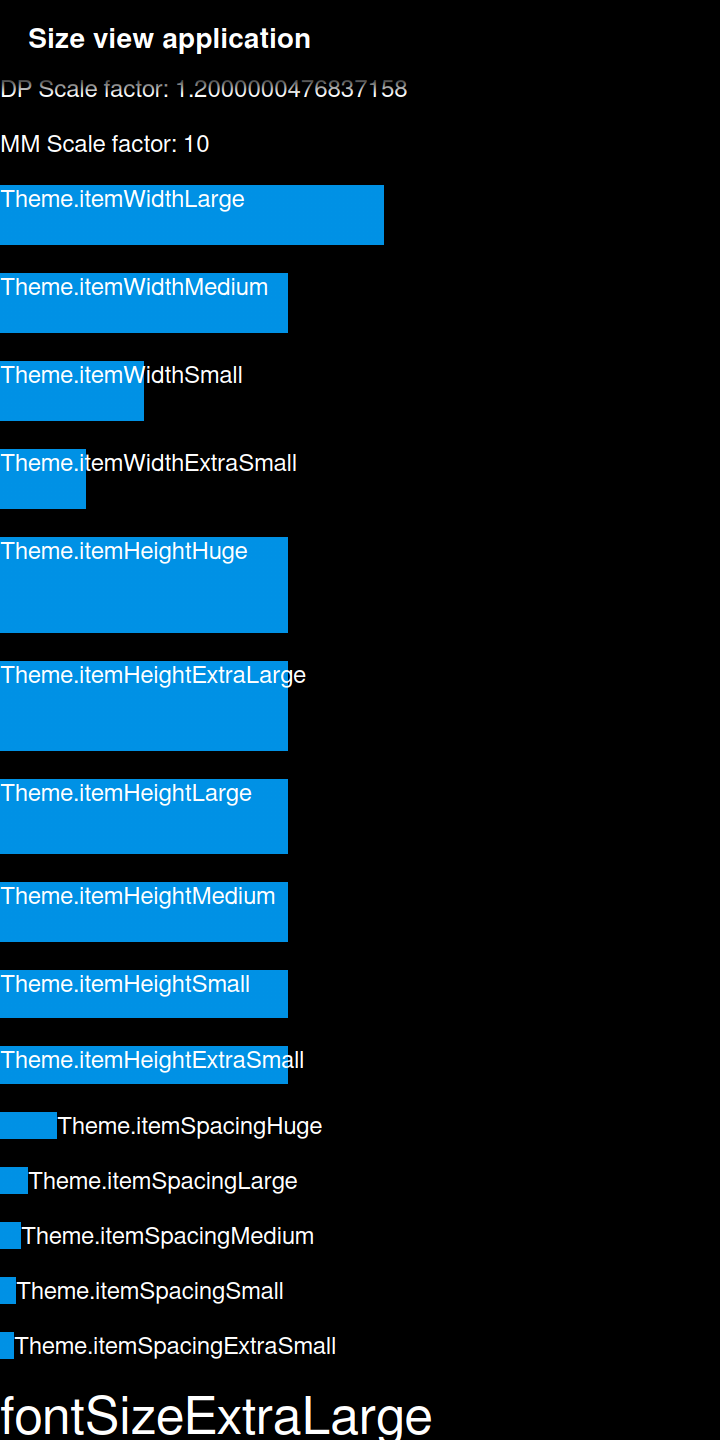 Size view application
DP Scale factor: 1.2000000476837158
MM Scale factor: 10
Theme.itemWidthLarge
Theme.itemWidthMedium
Theme.itemWidthSmall
Theme.itemWidthExtraSmall
Theme.itemHeightHuge
Theme.itemHeightExtraLarge
Theme.itemHeightLarge
Theme.itemHeightMedium
Theme.itemHeightSmall
Theme.itemHeightExtraSmall
Theme.itemSpacingHuge
Theme.itemSpacingLarge
Theme.itemSpacingMedium
Theme.itemSpacingSmall
Theme.itemSpacingExtraSmall
fontSizeExtraLarge